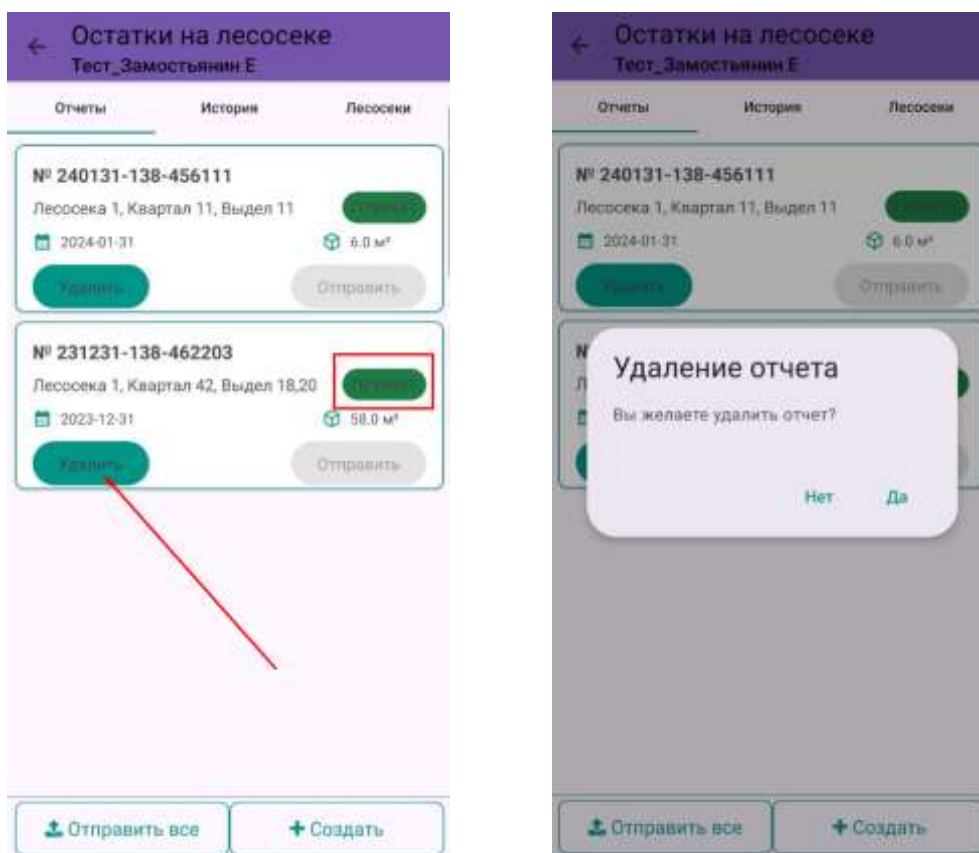 Остатки на лесосеке
Тест_Замостьянин Е
Отчеты История Лесосеки
№ 240131-138-456111
Лесосека 1, Квартал 11, Выдел 11
2024-01-31 6.0 м³
Удалить Отправить
№ 231231-138-462203
Лесосека 1, Квартал 42, Выдел 18,20
2023-12-31 58.0 м³
Удалить Отправить
Отправить все + Создать
Остатки на лесосеке
Тест_Замостьянин Е
Отчеты История Лесосеки
№ 240131-138-456111
Лесосека 1, Квартал 11, Выдел 11
2024-01-31 6.0 м³
Удалить Отправить
Удаление отчета
Вы желаете удалить отчет?
Нет Да
Отправить все + Создать